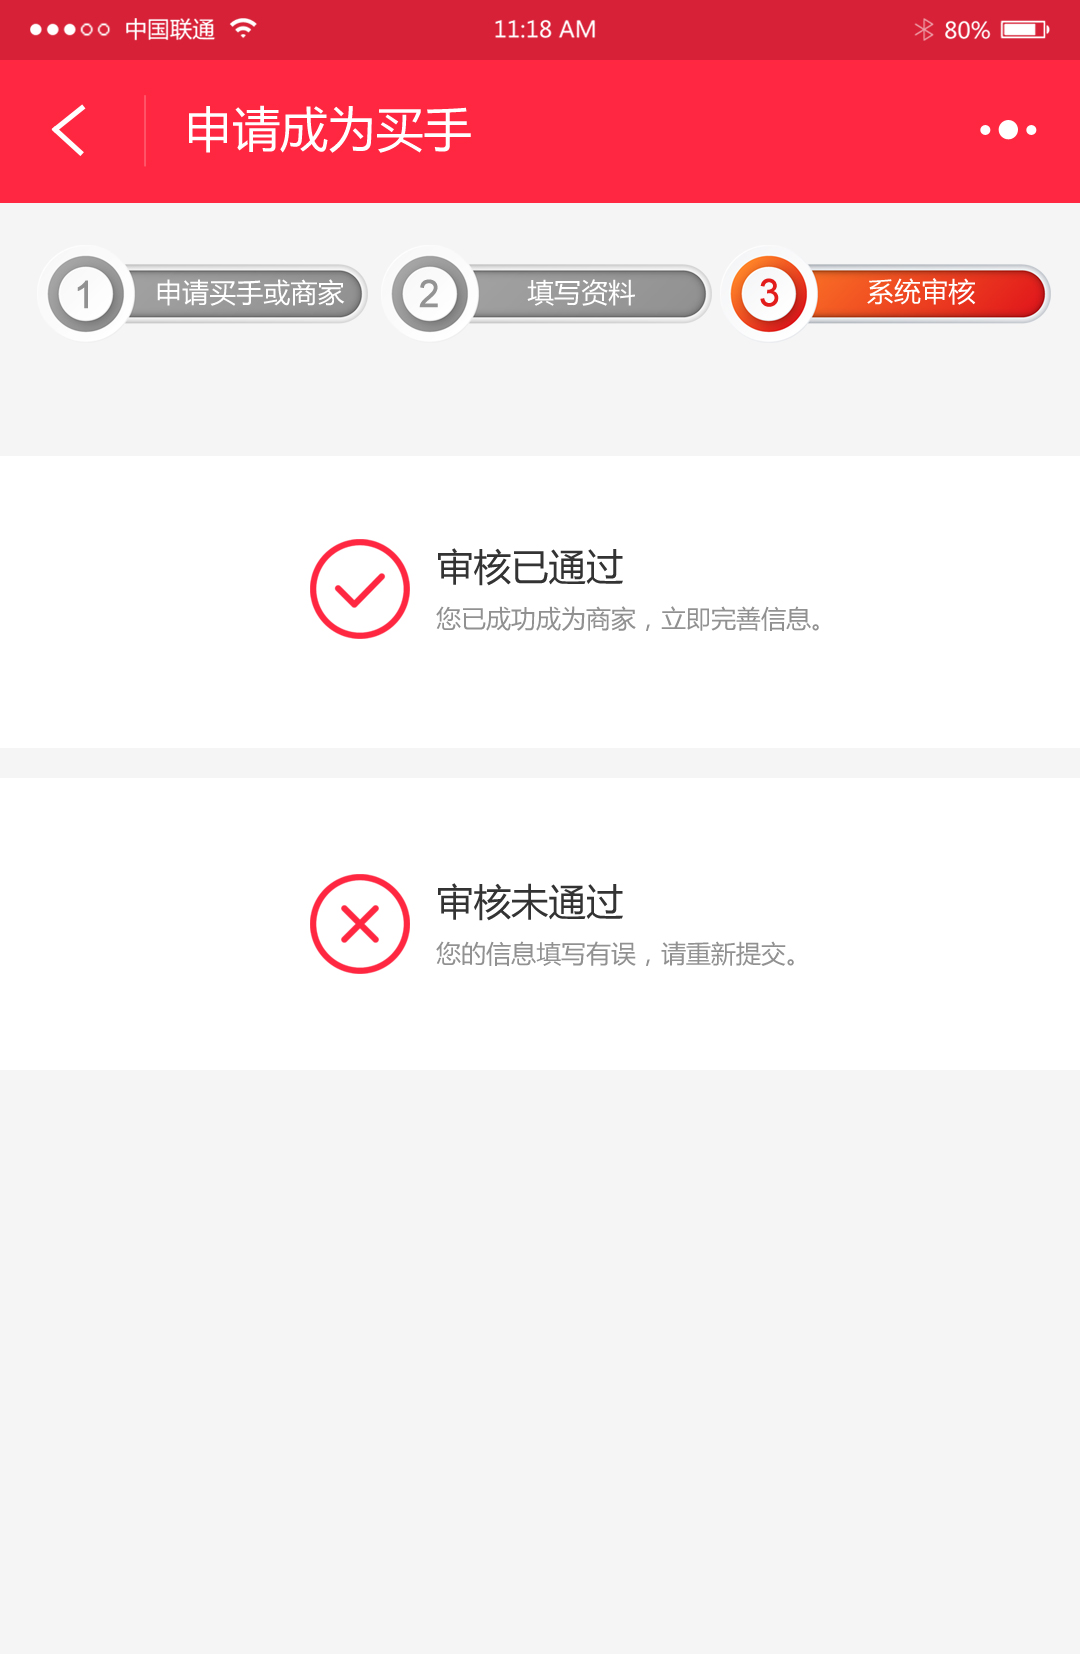 中国联通 11:18 AM 80%
申请成为买手
1 申请买手或商家 2 填写资料 3 系统审核
审核已通过
您已成功成为商家，立即完善信息。
审核未通过
您的信息填写有误，请重新提交。